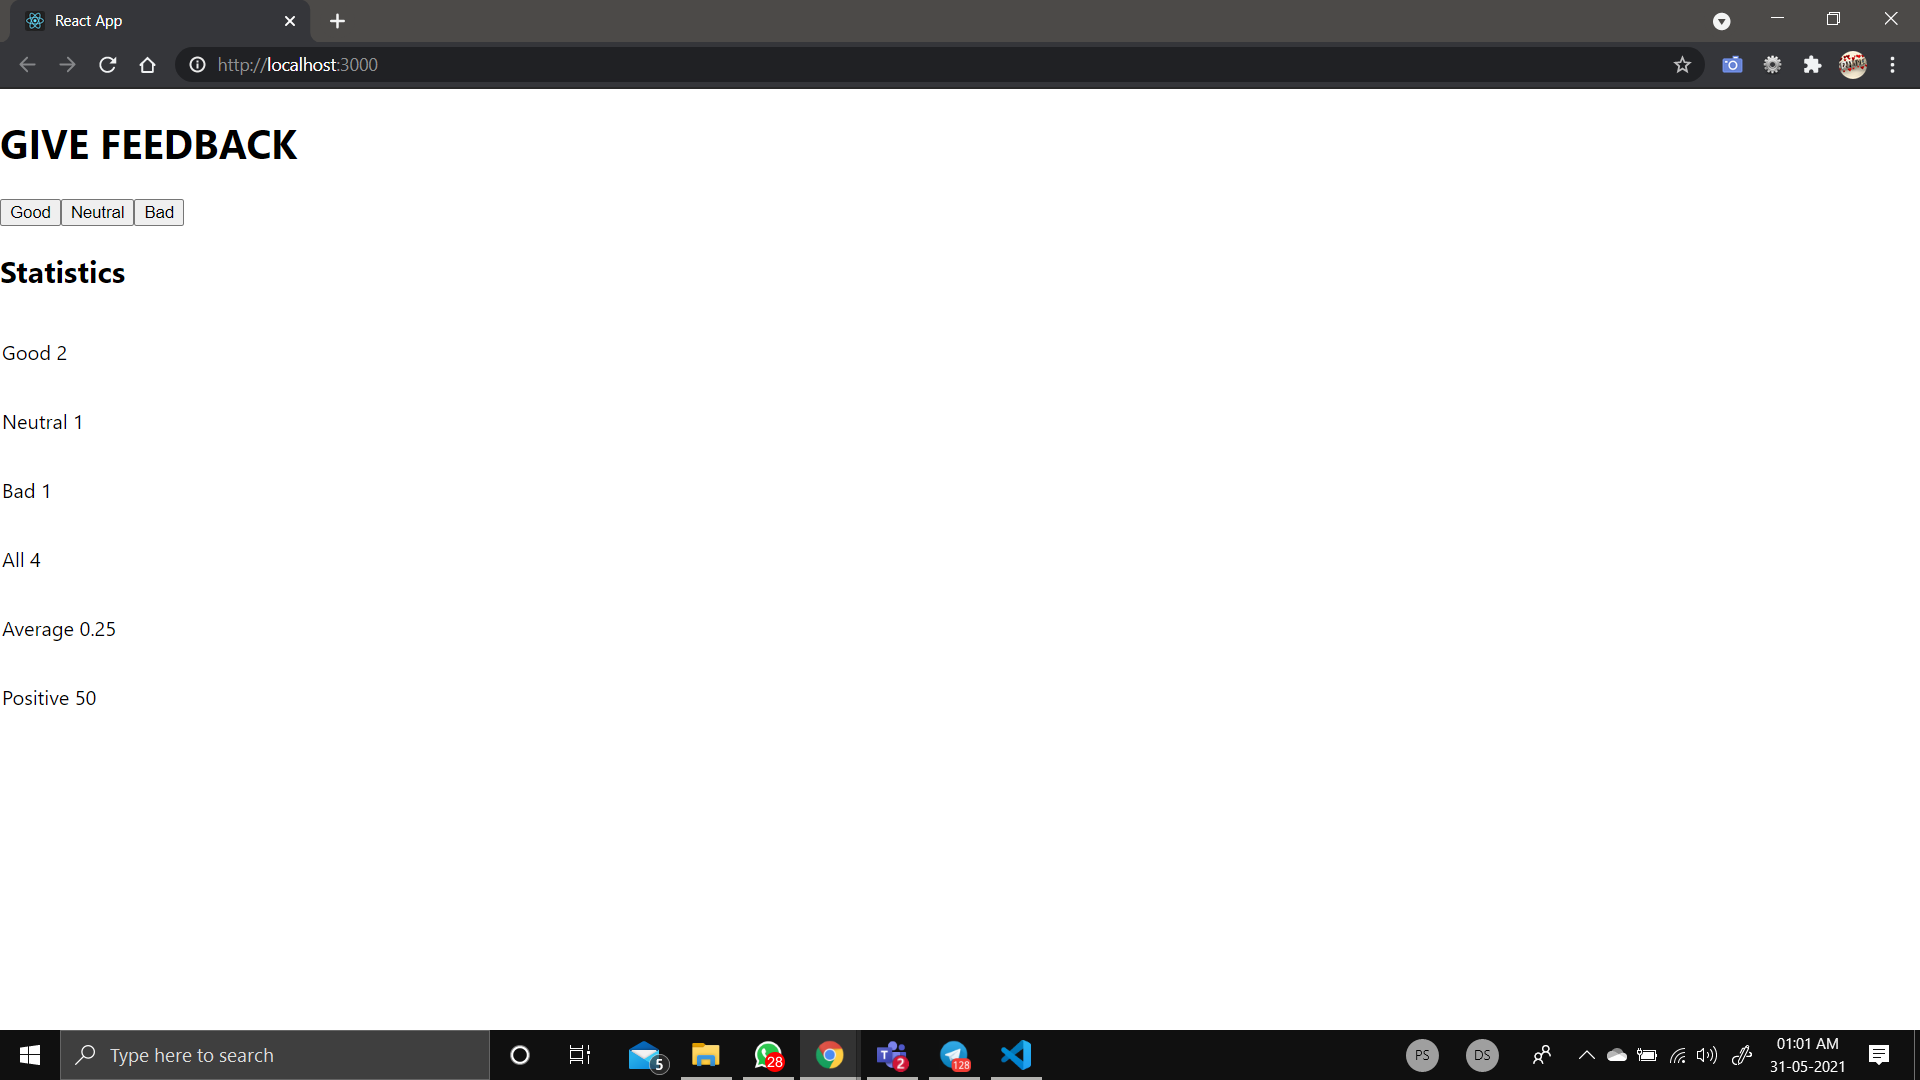 React App
http://localhost:3000
GIVE FEEDBACK
Good Neutral Bad
Statistics
Good 2
Neutral 1
Bad 1
All 4
Average 0.25
Positive 50
Type here to search
5
28
T 2
128
PS
DS
01:01 AM
31-05-2021